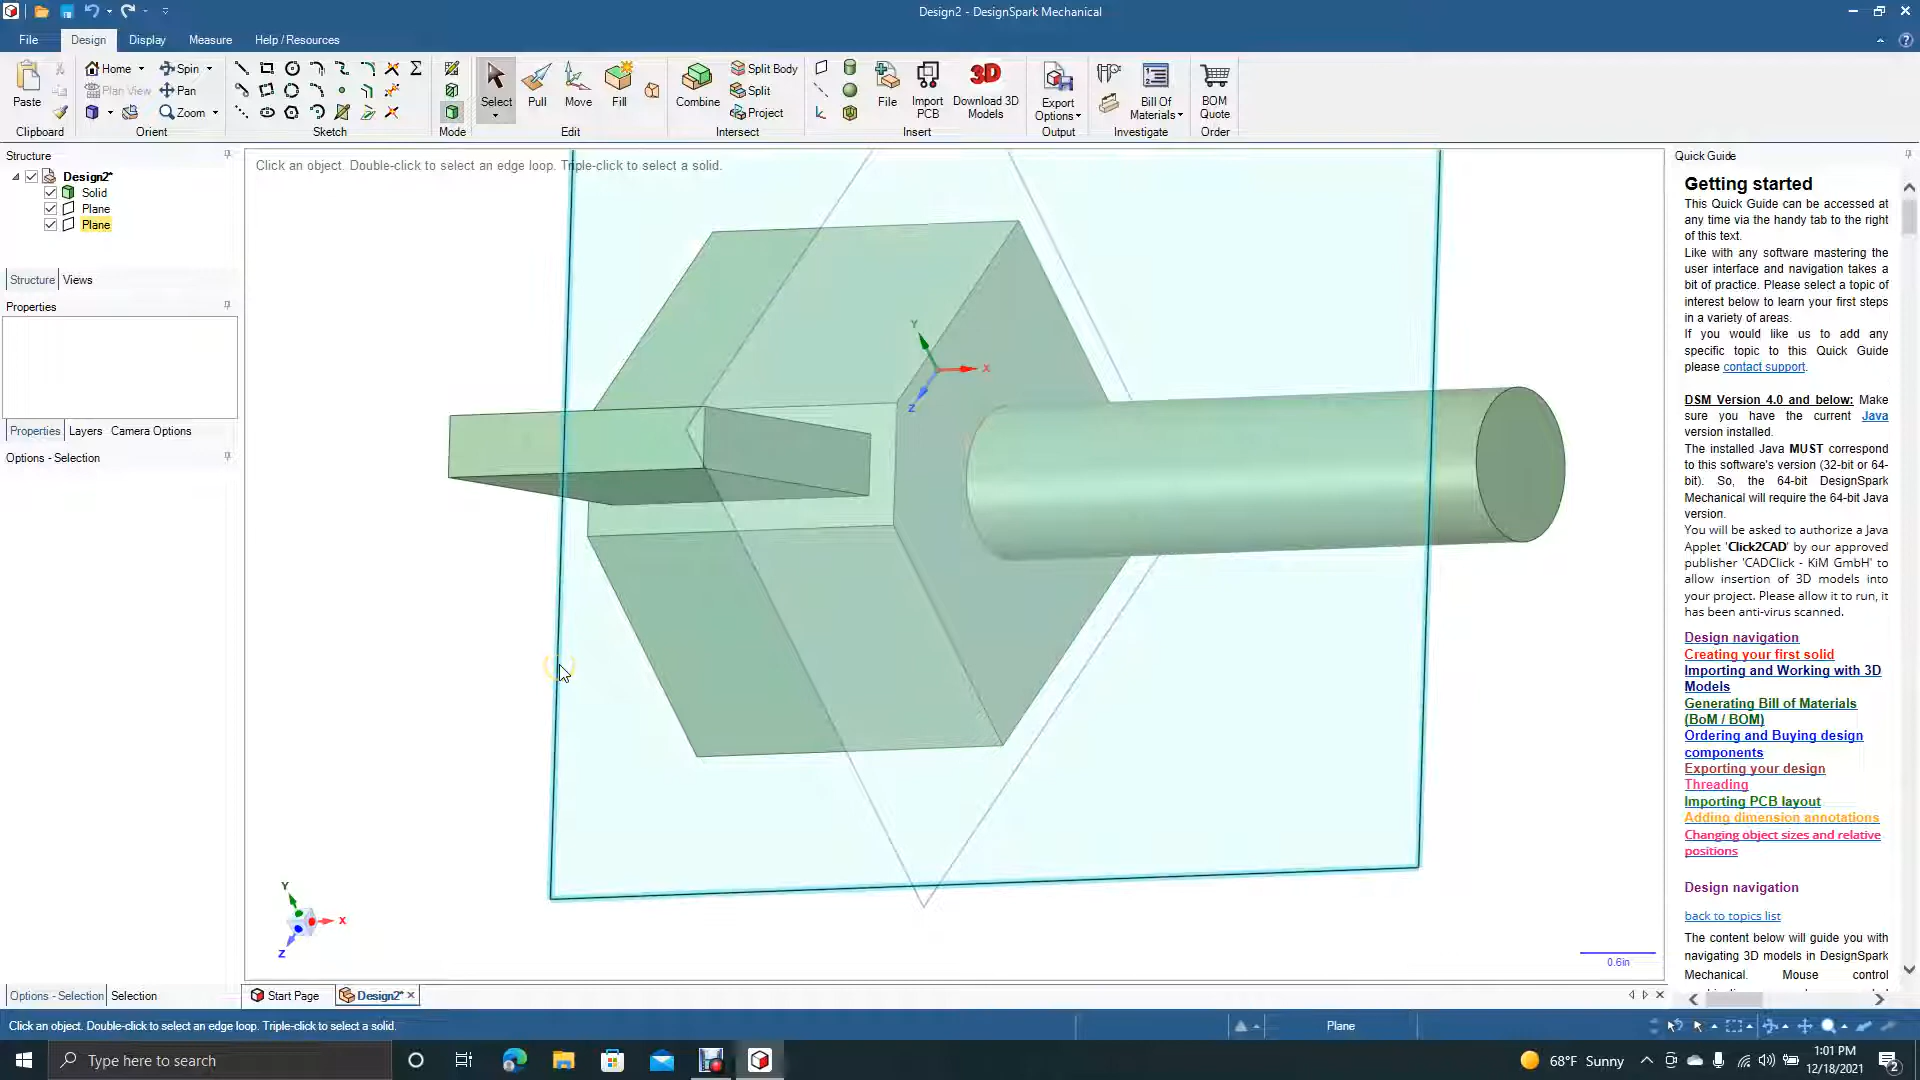 Design2 - DesignSpark Mechanical
File
Design
Display
Measure
Help / Resources
Paste
Home
Plan View
Spin
Pan
Zoom
Select
Pull
Move
Fill
Combine
Split Body
Split
Project
File
Import
PCB
Download 3D
Models
3D
Export
Options
Bill Of
Materials
BOM
Quote
Clipboard
Orient
Sketch
Mode
Edit
Intersect
Insert
Output
Investigate
Order
Structure
Design2*
Solid
Plane
Plane
Structure
Views
Properties
Properties
Layers
Camera Options
Options - Selection
Click an object. Double-click to select an edge loop. Triple-click to select a solid.
Y
X
Z
Y
X
Z
0.6in
Quick Guide
Getting started
This Quick Guide can be accessed at
any time via the handy tab to the right
of this text.
Like with any software mastering the
user interface and navigation takes a
bit of practice. Please select a topic of
interest below to learn your first steps
in a variety of areas.
If you would like us to add any
specific topic to this Quick Guide
please contact support.
DSM Version 4.0 and below: Make
sure you have the current Java
version installed.
The installed Java MUST correspond
to this software's version (32-bit or 64-
bit). So, the 64-bit DesignSpark
Mechanical will require the 64-bit Java
version.
You will be asked to authorize a Java
Applet 'Click2CAD' by our approved
publisher 'CADClick - KiM GmbH' to
allow insertion of 3D models into
your project. Please allow it to run, it
has been anti-virus scanned.
Design navigation
Creating your first solid
Importing and Working with 3D
Models
Generating Bill of Materials
(BoM / BOM)
Ordering and Buying design
components
Exporting your design
Threading
Importing PCB layout
Adding dimension annotations
Changing object sizes and relative
positions
Design navigation
back to topics list
The content below will guide you with
navigating 3D models in DesignSpark
Mechanical. Mouse control
Options - Selection
Selection
Start Page
Design2*
Click an object. Double-click to select an edge loop. Triple-click to select a solid.
Plane
Type here to search
68°F Sunny
1:01 PM
12/18/2021
2